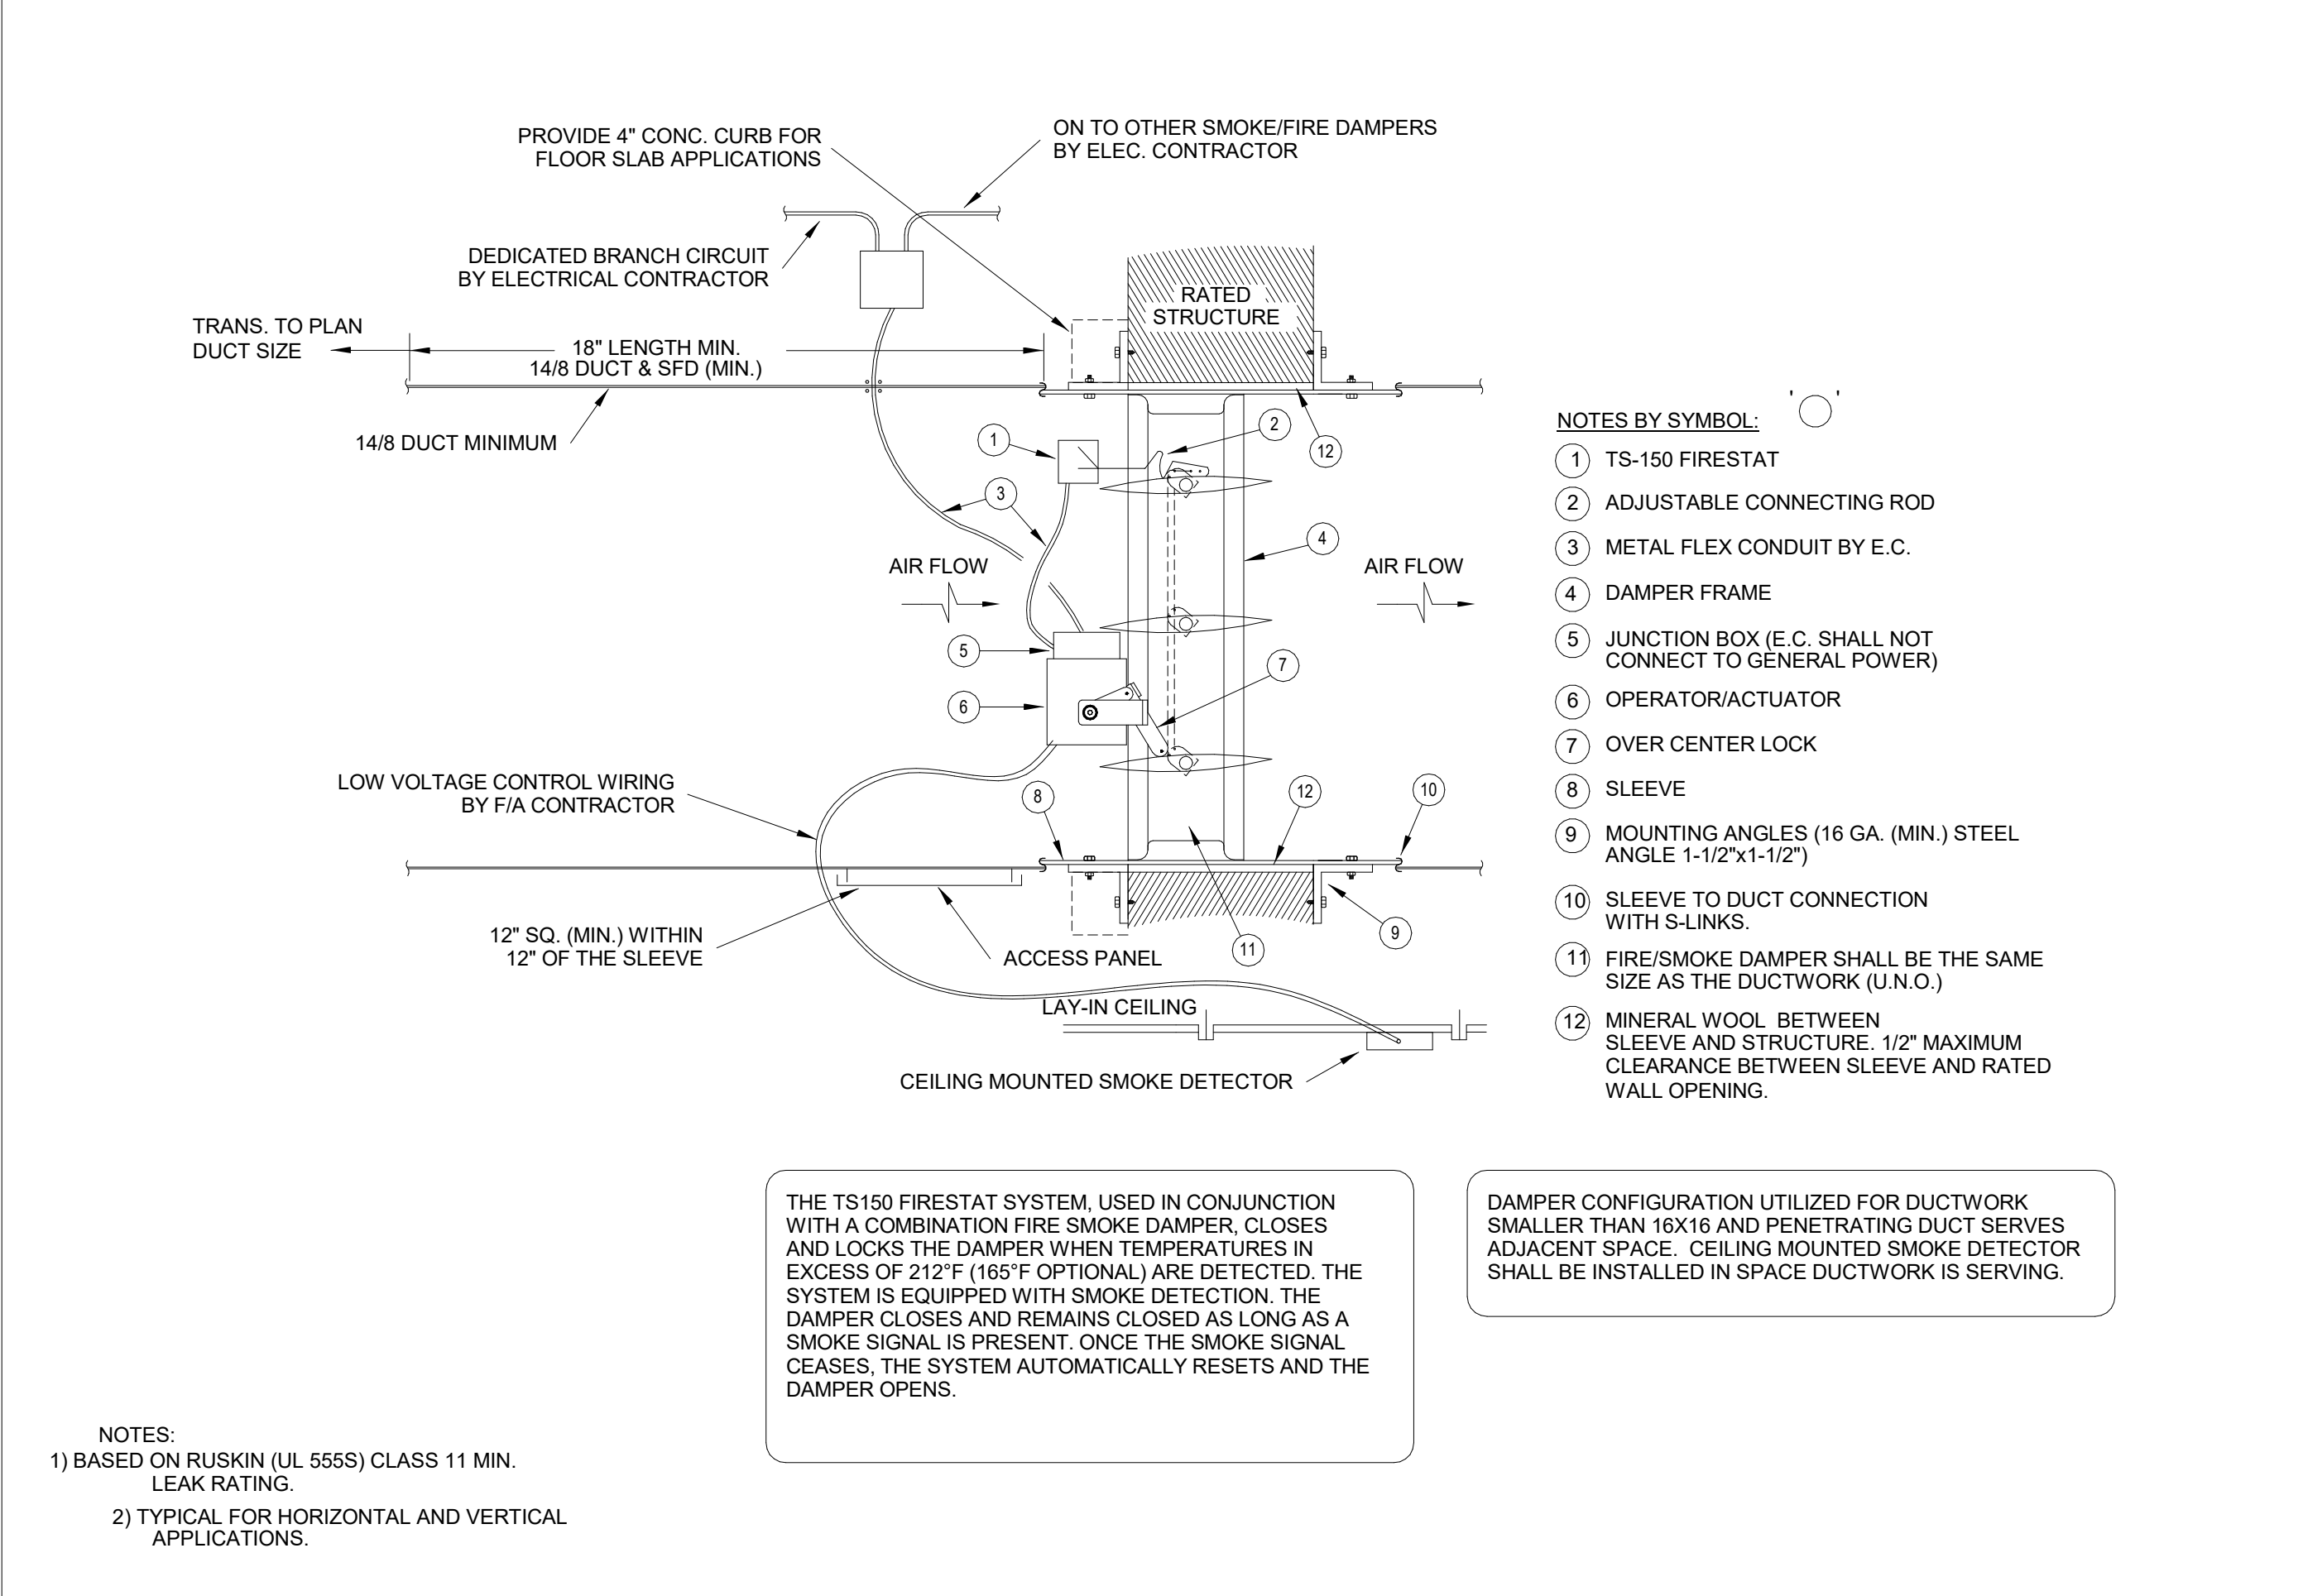 PROVIDE 4" CONC. CURB FOR
FLOOR SLAB APPLICATIONS
ON TO OTHER SMOKE/FIRE DAMPERS
BY ELEC. CONTRACTOR
DEDICATED BRANCH CIRCUIT
BY ELECTRICAL CONTRACTOR
RATED
STRUCTURE
TRANS. TO PLAN
DUCT SIZE
18" LENGTH MIN.
14/8 DUCT & SFD (MIN.)
14/8 DUCT MINIMUM
1
2
12
3
4
AIR FLOW
AIR FLOW
5
7
6
LOW VOLTAGE CONTROL WIRING
BY F/A CONTRACTOR
8
12
10
12" SQ. (MIN.) WITHIN
12" OF THE SLEEVE
ACCESS PANEL
11
9
LAY-IN CEILING
CEILING MOUNTED SMOKE DETECTOR
NOTES BY SYMBOL: ' '
1 TS-150 FIRESTAT
2 ADJUSTABLE CONNECTING ROD
3 METAL FLEX CONDUIT BY E.C.
4 DAMPER FRAME
5 JUNCTION BOX (E.C. SHALL NOT
CONNECT TO GENERAL POWER)
6 OPERATOR/ACTUATOR
7 OVER CENTER LOCK
8 SLEEVE
9 MOUNTING ANGLES (16 GA. (MIN.) STEEL
ANGLE 1-1/2"x1-1/2")
10 SLEEVE TO DUCT CONNECTION
WITH S-LINKS.
11 FIRE/SMOKE DAMPER SHALL BE THE SAME
SIZE AS THE DUCTWORK (U.N.O.)
12 MINERAL WOOL BETWEEN
SLEEVE AND STRUCTURE. 1/2" MAXIMUM
CLEARANCE BETWEEN SLEEVE AND RATED
WALL OPENING.
THE TS150 FIRESTAT SYSTEM, USED IN CONJUNCTION
WITH A COMBINATION FIRE SMOKE DAMPER, CLOSES
AND LOCKS THE DAMPER WHEN TEMPERATURES IN
EXCESS OF 212°F (165°F OPTIONAL) ARE DETECTED. THE
SYSTEM IS EQUIPPED WITH SMOKE DETECTION. THE
DAMPER CLOSES AND REMAINS CLOSED AS LONG AS A
SMOKE SIGNAL IS PRESENT. ONCE THE SMOKE SIGNAL
CEASES, THE SYSTEM AUTOMATICALLY RESETS AND THE
DAMPER OPENS.
DAMPER CONFIGURATION UTILIZED FOR DUCTWORK
SMALLER THAN 16X16 AND PENETRATING DUCT SERVES
ADJACENT SPACE. CEILING MOUNTED SMOKE DETECTOR
SHALL BE INSTALLED IN SPACE DUCTWORK IS SERVING.
NOTES:
1) BASED ON RUSKIN (UL 555S) CLASS 11 MIN.
LEAK RATING.
2) TYPICAL FOR HORIZONTAL AND VERTICAL
APPLICATIONS.